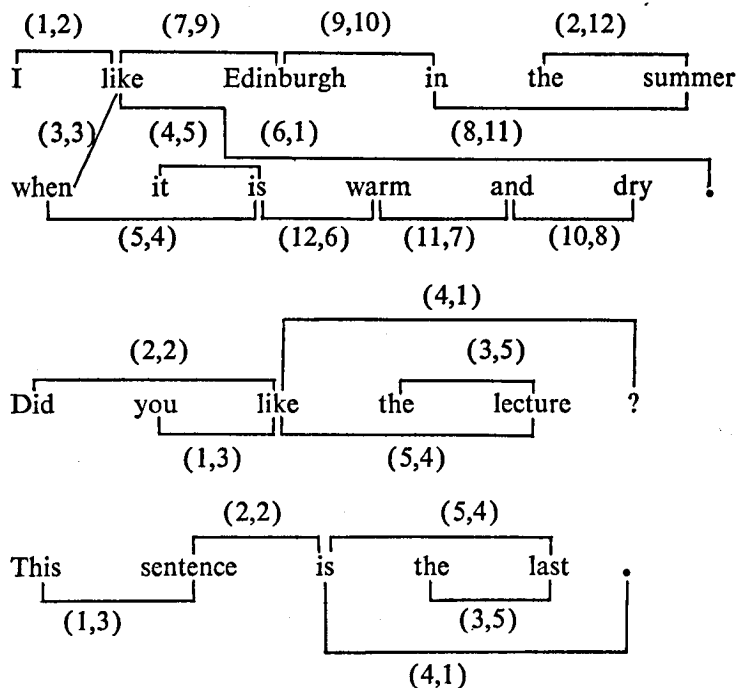 (1,2) (7,9) (9,10) (2,12)
I like Edinburgh in the summer
(3,3) (4,5) (6,1) (8,11)
when it is warm and dry .
(5,4) (12,6) (11,7) (10,8)
(4,1)
(2,2) (3,5)
Did you like the lecture ?
(1,3) (5,4)
(2,2) (5,4)
This sentence is the last .
(1,3) (3,5)
(4,1)